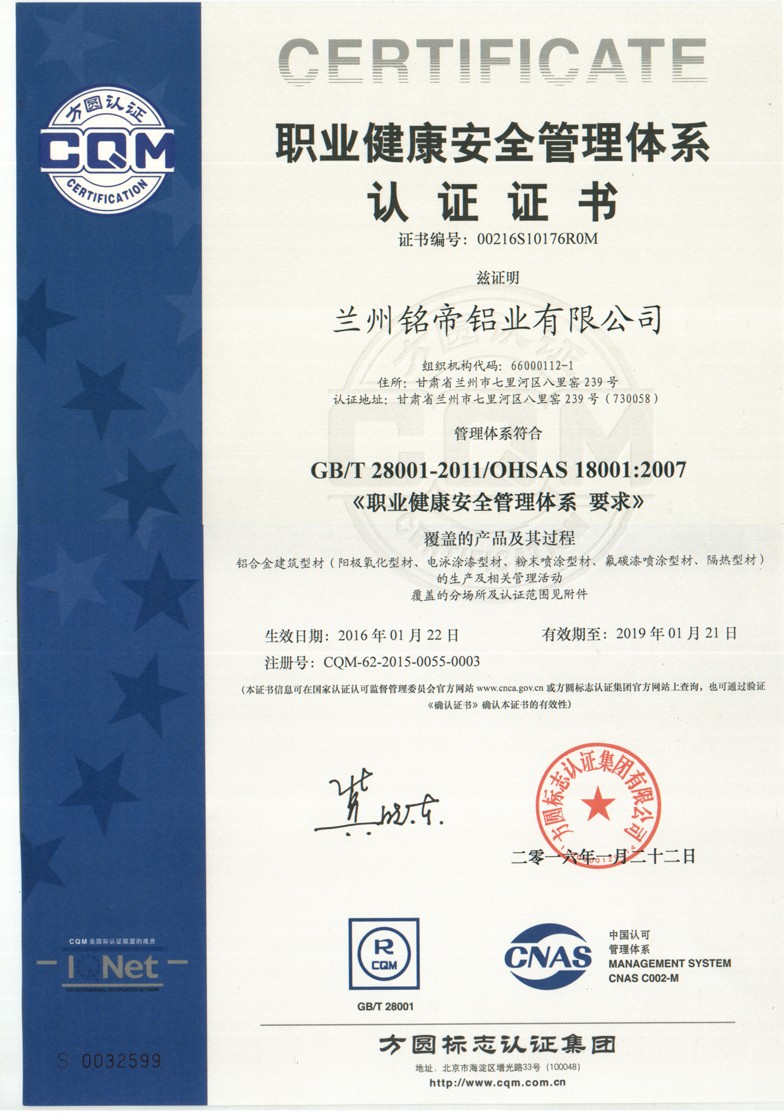 CERTIFICATE
方圆认证
CQM
CERTIFICATION
职业健康安全管理体系
认证证书
证书编号：00216S10176R0M
兹证明
兰州铭帝铝业有限公司
组织机构代码：66000112-1
住所：甘肃省兰州市七里河区八里窑239号
认证地址：甘肃省兰州市七里河区八里窑239号（730058）
管理体系符合
GB/T 28001-2011/OHSAS 18001:2007
《职业健康安全管理体系 要求》
覆盖的产品及其过程
铝合金建筑型材（阳极氧化型材、电泳涂漆型材、粉末喷涂型材、氟碳漆喷涂型材、隔热型材）
的生产及相关管理活动
覆盖的分场所及认证范围见附件
生效日期：2016年01月22日 有效期至：2019年01月21日
注册号：CQM-62-2015-0055-0003
(本证书信息可在国家认证认可监督管理委员会官方网站 www.cnca.gov.cn 或方圆标志认证集团官方网站上查询，也可通过验证
《确认证书》确认本证书的有效性)
方圆标志认证集团有限公司
二零一六年一月二十二日
CQM 是国际认证联盟的成员
IQNet
S 0032599
R
CQM
GB/T 28001
CNAS
中国认可
管理体系
MANAGEMENT SYSTEM
CNAS C002-M
方圆标志认证集团
地址：北京市海淀区增光路33号（100048）
http://www.cqm.com.cn